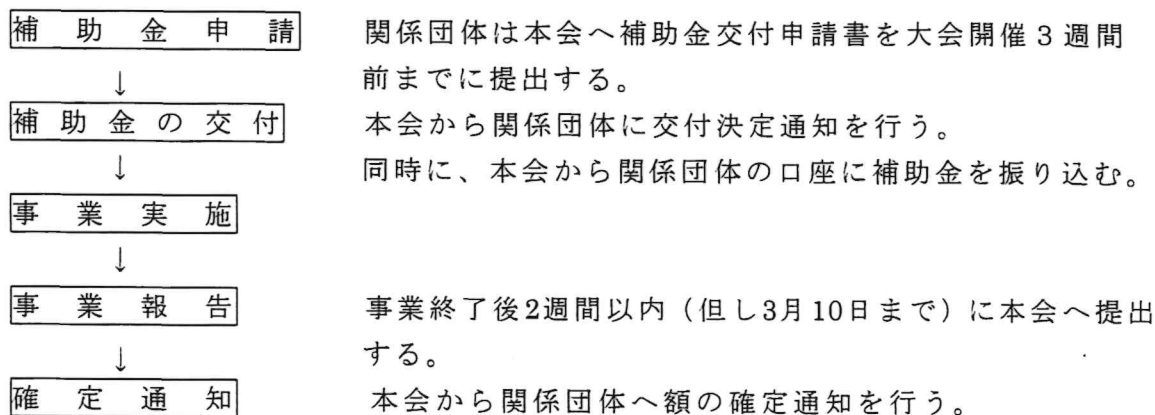 補助金申請 関係団体は本会へ補助金交付申請書を大会開催３週間
↓ 前までに提出する。
補助金の交付 本会から関係団体に交付決定通知を行う。
↓ 同時に、本会から関係団体の口座に補助金を振り込む。
事業実施
↓
事業報告 事業終了後2週間以内（但し3月10日まで）に本会へ提出
↓ する。
確定通知 本会から関係団体へ額の確定通知を行う。